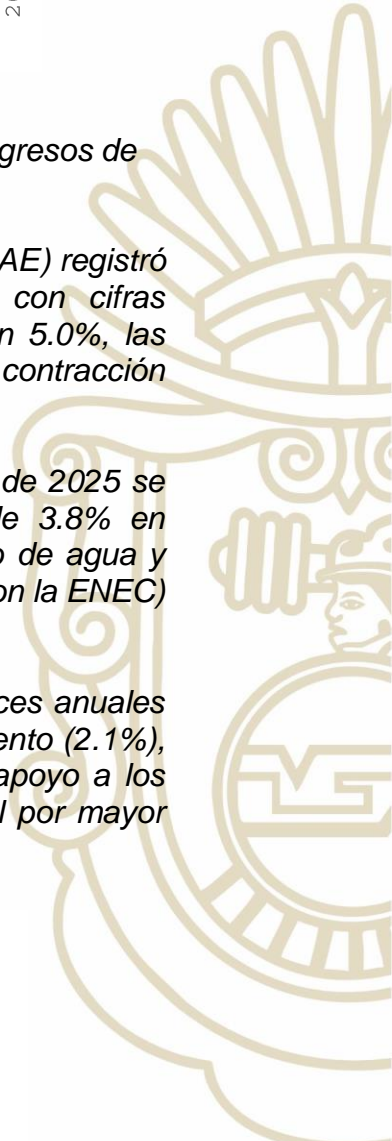 gresos de
AE) registró
con cifras
n 5.0%, las
contracción
de 2025 se
le 3.8% en
o de agua y
on la ENEC)
ces anuales
ento (2.1%),
apoyo a los
l por mayor